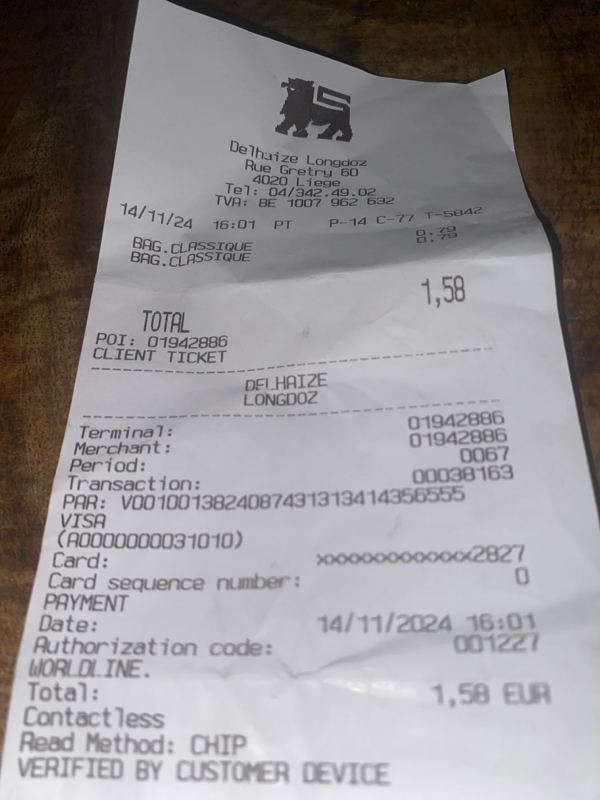 Delhaize Longdoz
Rue Gretry 60
4020 Liege
Tel: 04/342.49.02
TVA: BE 1007 962 632
14/11/24 16:01 PT P-14 C-77 T-5842
BAG.CLASSIQUE 0.79
BAG.CLASSIQUE 0.79
TOTAL 1,58
POI: 01942886
CLIENT TICKET
DELHAIZE
LONGDOZ
Terminal: 01942886
Merchant: 01942886
Period: 0067
Transaction: 00038163
PAR: V0010013824087431313414356555
VISA
(A0000000031010)
Card: xxxxxxxxxxxx2827
Card sequence number: 0
PAYMENT
Date: 14/11/2024 16:01
Authorization code: 001227
WORLDLINE.
Total: 1,58 EUR
Contactless
Read Method: CHIP
VERIFIED BY CUSTOMER DEVICE